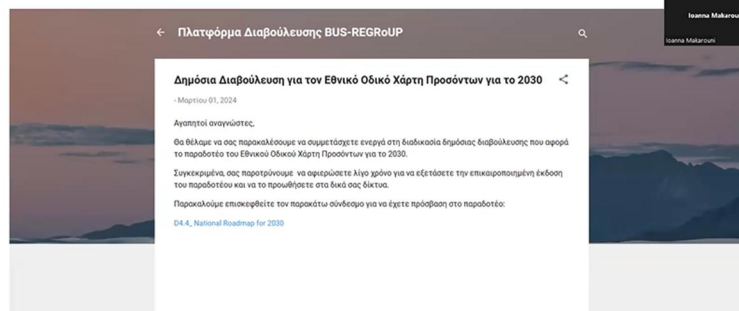 Πλατφόρμα Διαβούλευσης BUS-REGRoUP
Ioanna Makarou
Ioanna Makarouni
Δημόσια Διαβούλευση για τον Εθνικό Οδικό Χάρτη Προσόντων για το 2030
- Μαρτίου 01, 2024
Αγαπητοί αναγνώστες,
Θα θέλαμε να σας παρακαλέσουμε να συμμετάσχετε ενεργά στη διαδικασία δημόσιας διαβούλευσης που αφορά
το παραδοτέο του Εθνικού Οδικού Χάρτη Προσόντων για το 2030.
Συγκεκριμένα, σας παροτρύνουμε να αφιερώσετε λίγο χρόνο για να εξετάσετε την επικαιροποιημένη έκδοση
του παραδοτέου και να το προωθήσετε στα δικά σας δίκτυα.
Παρακαλούμε επισκεφθείτε τον παρακάτω σύνδεσμο για να έχετε πρόσβαση στο παραδοτέο:
D4.4_ National Roadmap for 2030